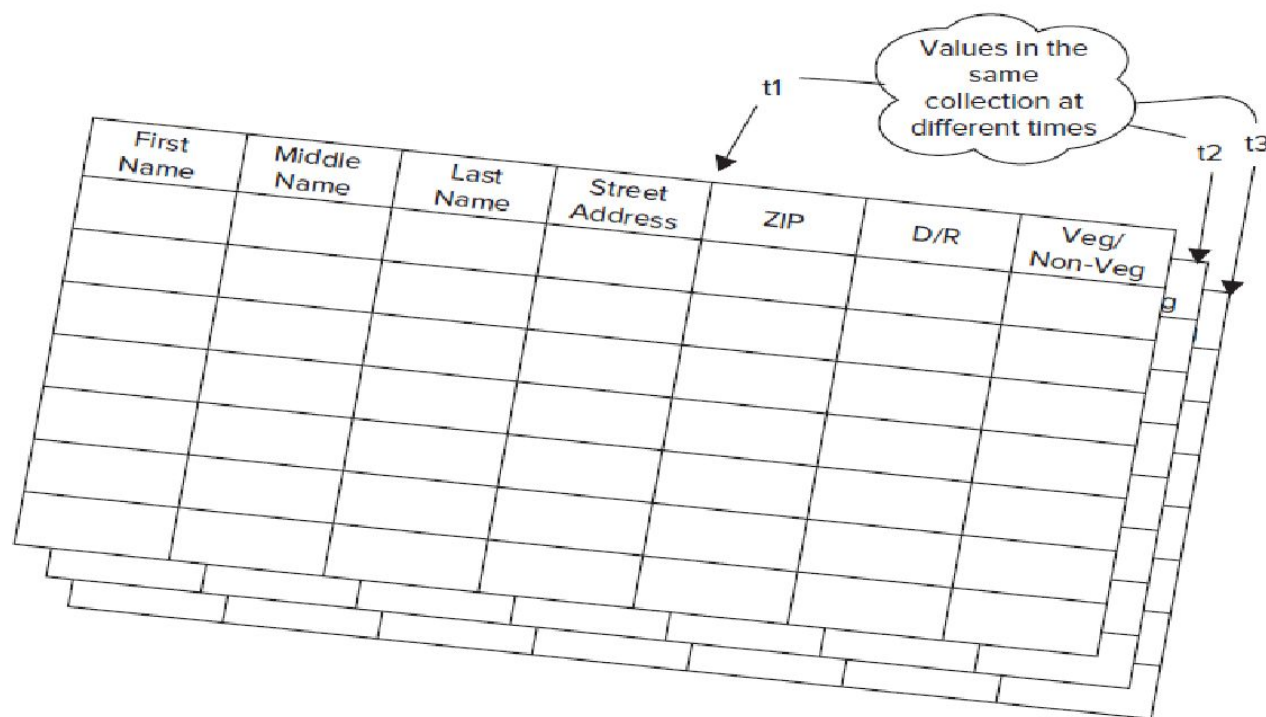 Values in the
same
collection at
different times
t1
t2
t3
First
Name
Middle
Name
Last
Name
Street
Address
ZIP
D/R
Veg/
Non-Veg
g